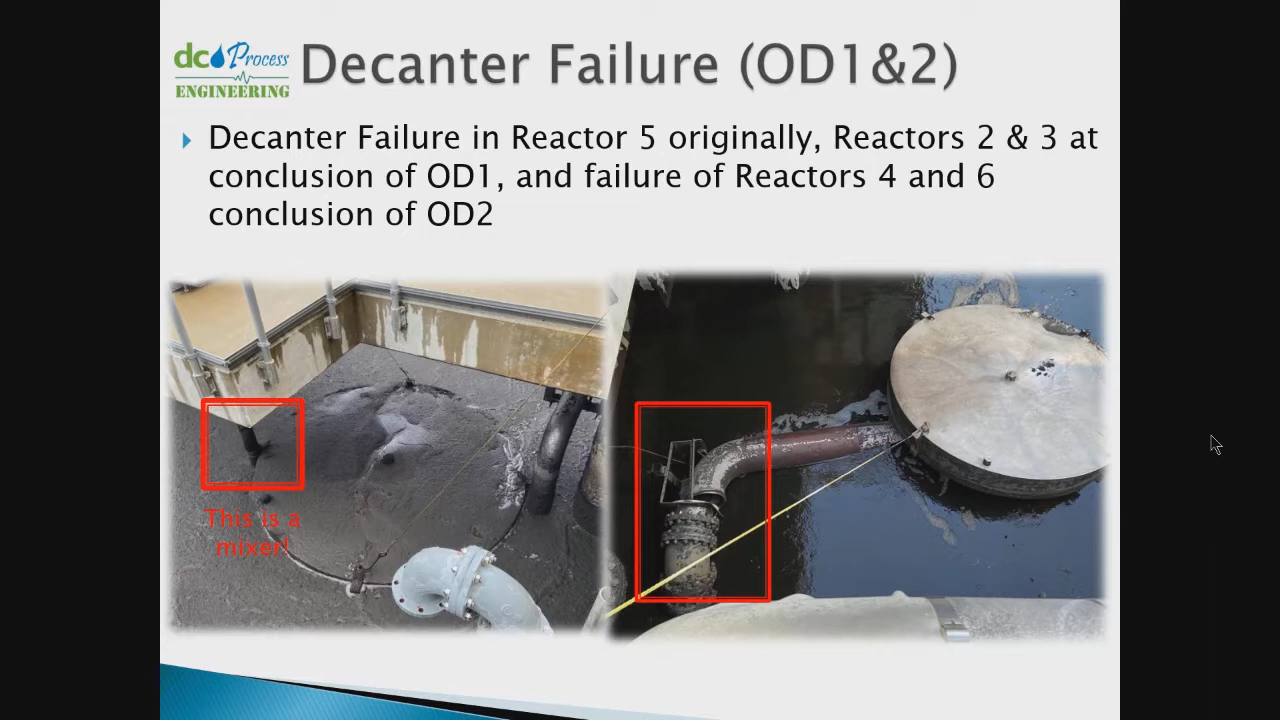 dc Process
ENGINEERING
Decanter Failure (OD1&2)
Decanter Failure in Reactor 5 originally, Reactors 2 & 3 at
conclusion of OD1, and failure of Reactors 4 and 6
conclusion of OD2
This is a
mixer!